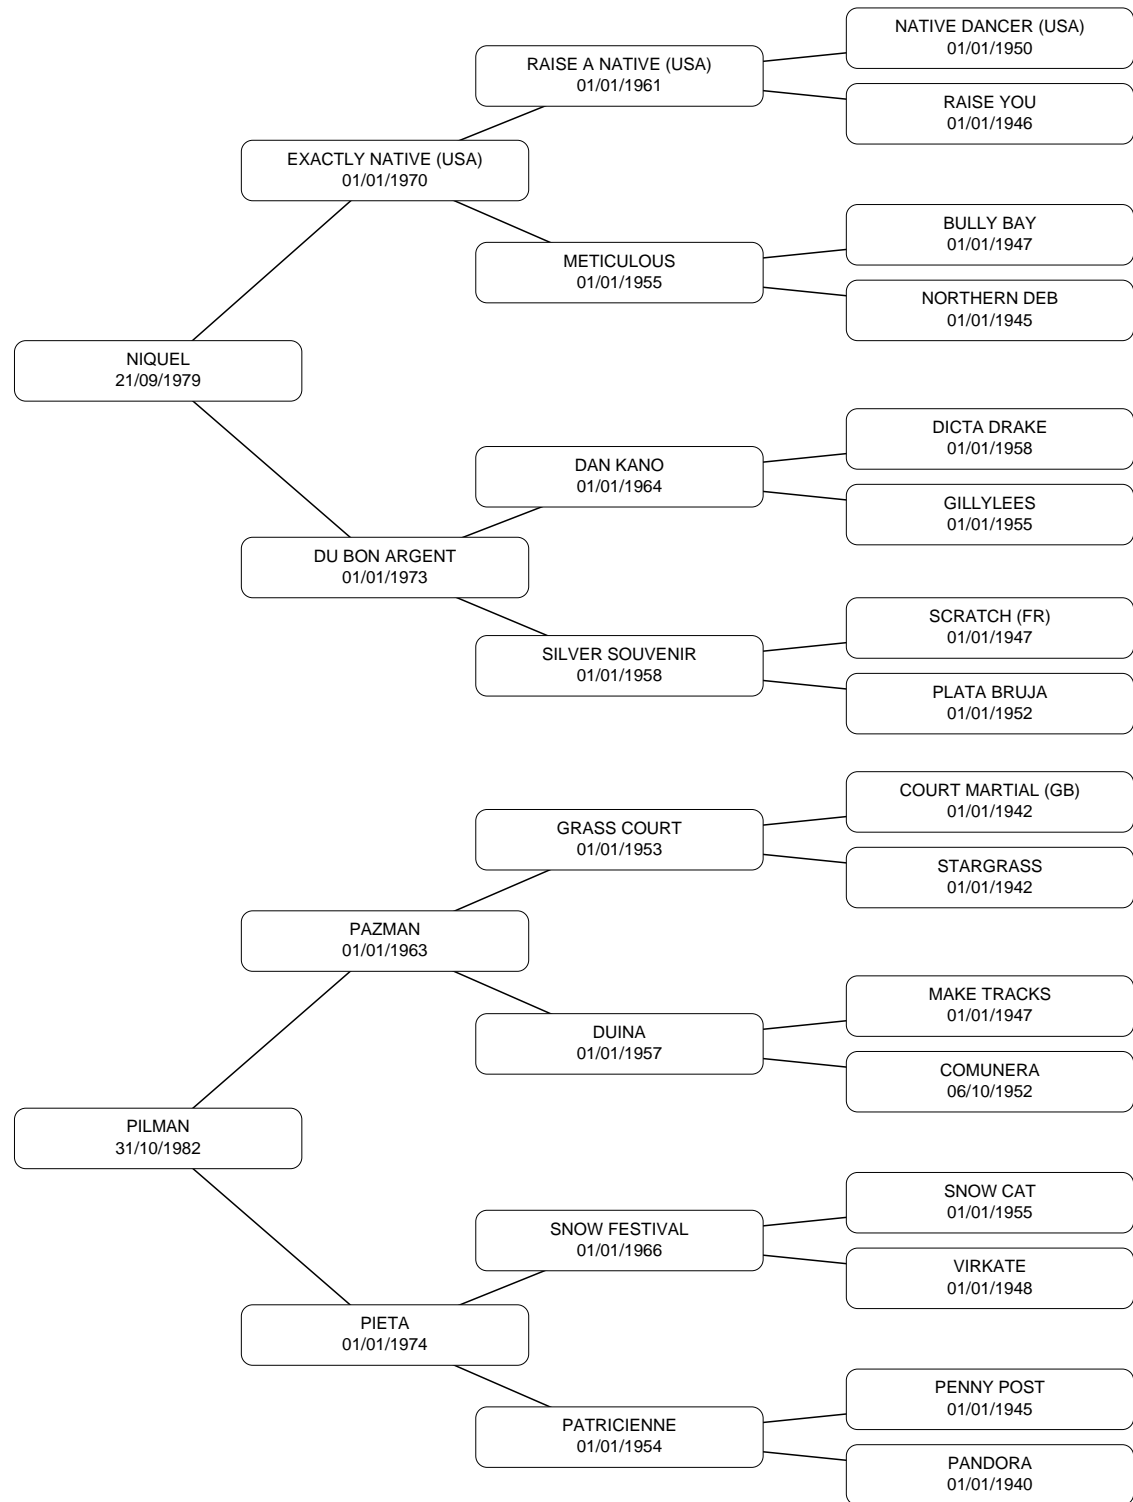 NATIVE DANCER (USA)
01/01/1950
RAISE A NATIVE (USA)
01/01/1961
RAISE YOU
01/01/1946
EXACTLY NATIVE (USA)
01/01/1970
BULLY BAY
01/01/1947
METICULOUS
01/01/1955
NORTHERN DEB
01/01/1945
NIQUEL
21/09/1979
DICTA DRAKE
01/01/1958
DAN KANO
01/01/1964
GILLYLEES
01/01/1955
DU BON ARGENT
01/01/1973
SCRATCH (FR)
01/01/1947
SILVER SOUVENIR
01/01/1958
PLATA BRUJA
01/01/1952
COURT MARTIAL (GB)
01/01/1942
GRASS COURT
01/01/1953
STARGRASS
01/01/1942
PAZMAN
01/01/1963
MAKE TRACKS
01/01/1947
DUINA
01/01/1957
COMUNERA
06/10/1952
PILMAN
31/10/1982
SNOW CAT
01/01/1955
SNOW FESTIVAL
01/01/1966
VIRKATE
01/01/1948
PIETA
01/01/1974
PENNY POST
01/01/1945
PATRICIENNE
01/01/1954
PANDORA
01/01/1940